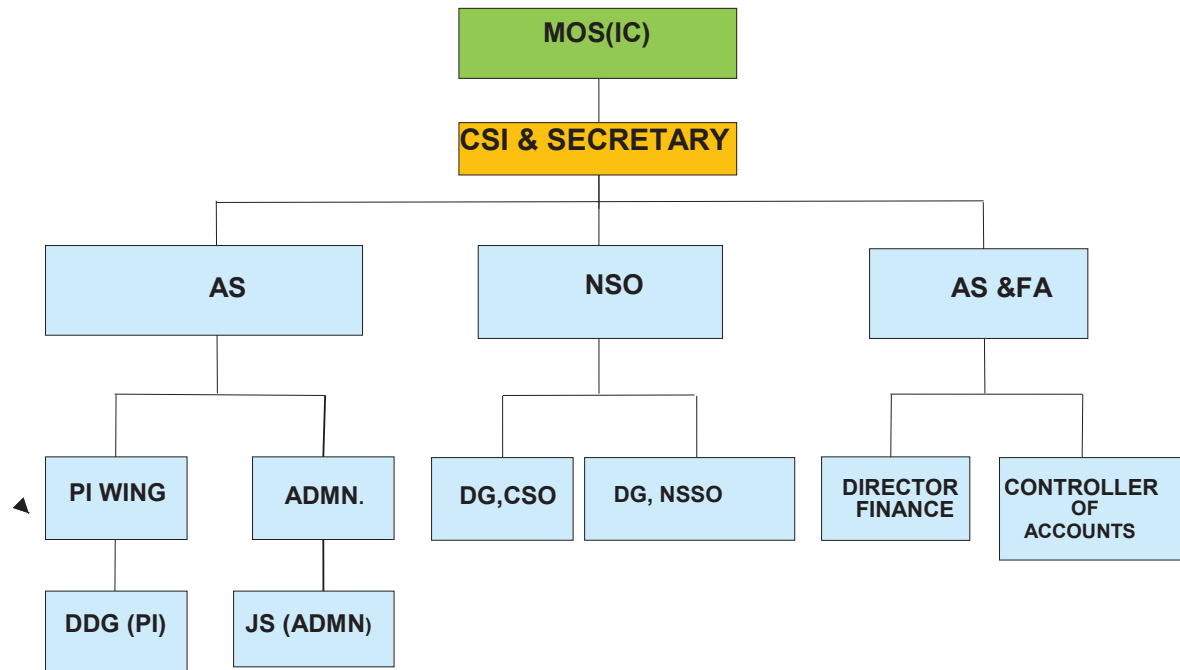 MOS(IC)
CSI & SECRETARY
AS
NSO
AS &FA
PI WING
ADMN.
DG,CSO
DG, NSSO
DIRECTOR
FINANCE
CONTROLLER
OF
ACCOUNTS
DDG (PI)
JS (ADMN)